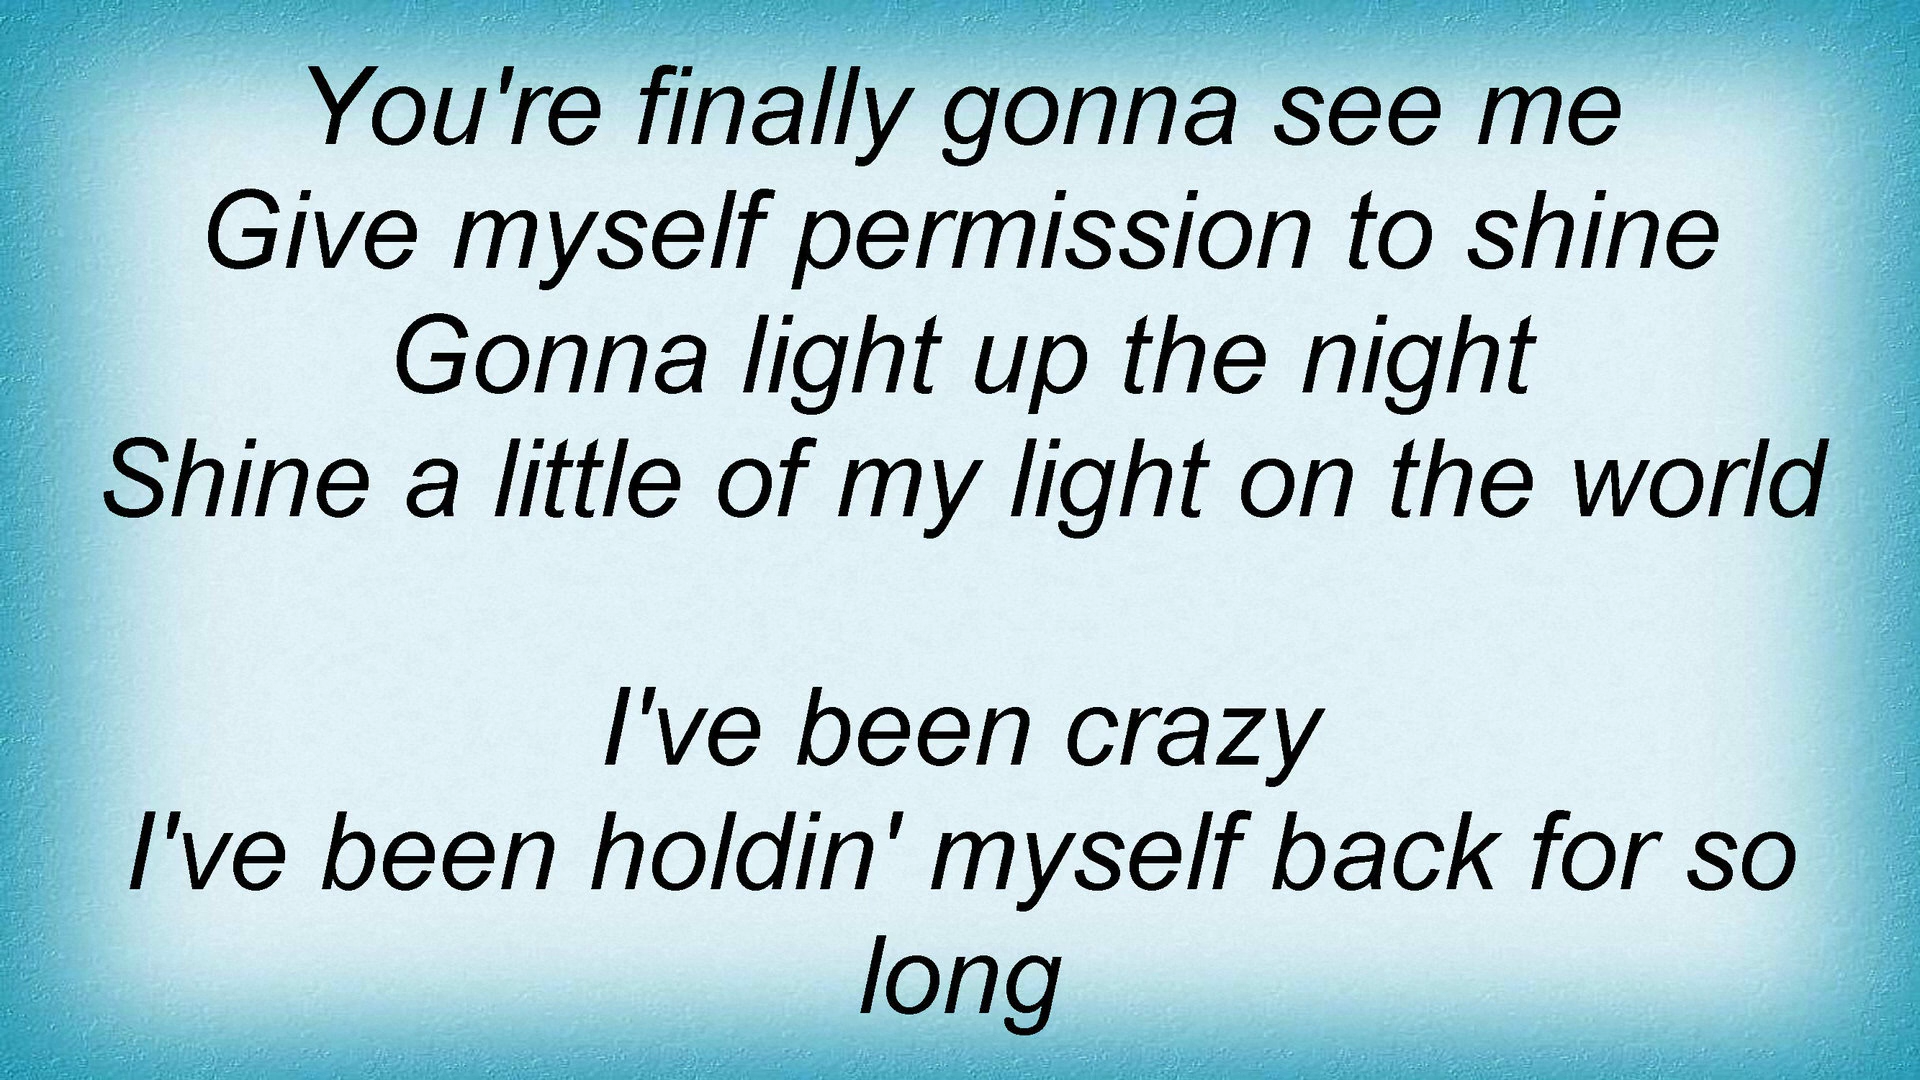 You're finally gonna see me
Give myself permission to shine
Gonna light up the night
Shine a little of my light on the world
I've been crazy
I've been holdin' myself back for so
long